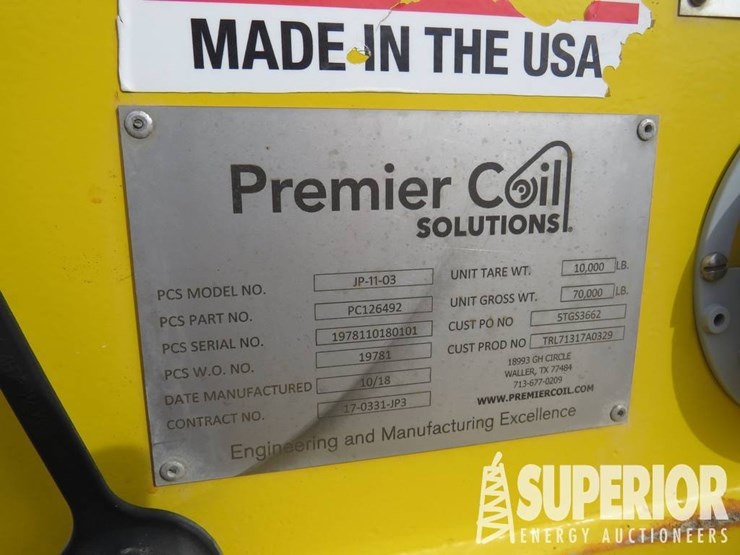 MADE IN THE USA
Premier Coil
SOLUTIONS
PCS MODEL NO. JP-11-03
PCS PART NO. PC126492
PCS SERIAL NO. 1978110180101
PCS W.O. NO. 19781
DATE MANUFACTURED 10/18
CONTRACT NO. 17-0331-JP3
UNIT TARE WT. 10,000 LB.
UNIT GROSS WT. 70,000 LB.
CUST PO NO 5TGS3662
CUST PROD NO TRL71317A0329
18993 GH CIRCLE
WALLER, TX 77484
713-677-0209
WWW.PREMIERCOIL.COM
Engineering and Manufacturing Excellence
SUPERIOR
ENERGY AUCTIONEERS